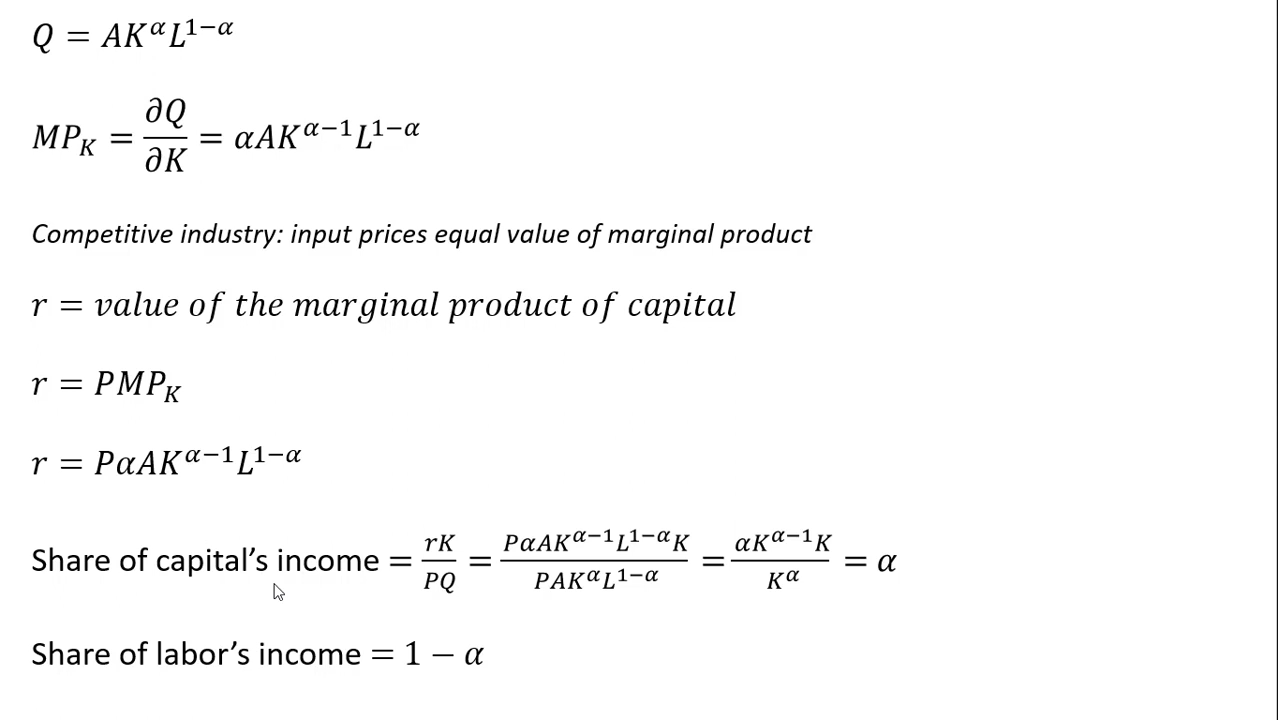 Q = AK^α L^{1−α}
MP_K = ∂Q/∂K = αAK^{α−1}L^{1−α}
Competitive industry: input prices equal value of marginal product
r = value of the marginal product of capital
r = PMP_K
r = PαAK^{α−1}L^{1−α}
Share of capital’s income = rK/PQ = PαAK^{α−1}L^{1−α}K/PAK^αL^{1−α} = αK^{α−1}K/K^α = α
Share of labor’s income = 1 − α